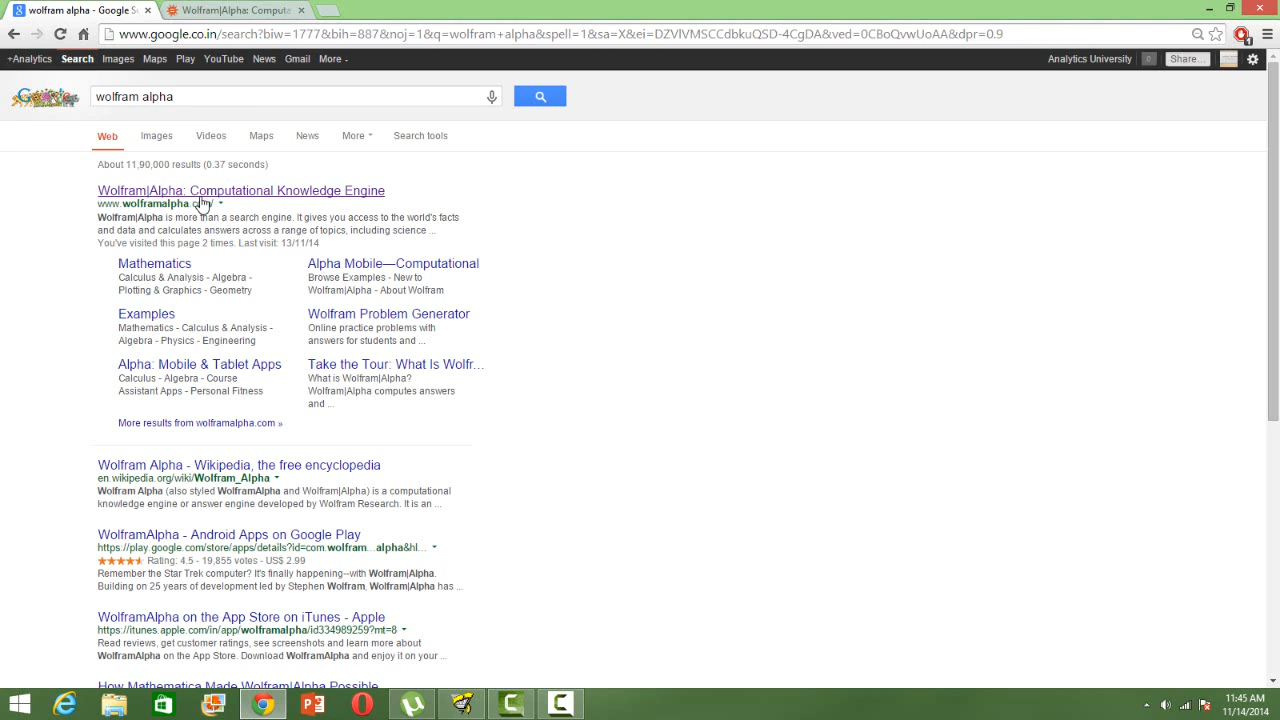 wolfram alpha - Google S
Wolfram|Alpha: Computa
www.google.co.in/search?biw=1777&bih=887&noj=1&q=wolfram+alpha&spell=1&sa=X&ei=DZVlVMSCCdbkuQSD-4CgDA&ved=0CBoQvwUoAA&dpr=0.9
+Analytics Search Images Maps Play YouTube News Gmail More
Analytics University Share...
wolfram alpha
Web Images Videos Maps News More Search tools
About 11,90,000 results (0.37 seconds)
Wolfram|Alpha: Computational Knowledge Engine
www.wolframalpha.com/
Wolfram|Alpha is more than a search engine. It gives you access to the world's facts
and data and calculates answers across a range of topics, including science ...
You've visited this page 2 times. Last visit: 13/11/14
Mathematics
Calculus & Analysis - Algebra -
Plotting & Graphics - Geometry
Alpha Mobile—Computational
Browse Examples - New to
Wolfram|Alpha - About Wolfram
Examples
Mathematics - Calculus & Analysis -
Algebra - Physics - Engineering
Wolfram Problem Generator
Online practice problems with
answers for students and ...
Alpha: Mobile & Tablet Apps
Calculus - Algebra - Course
Assistant Apps - Personal Fitness
Take the Tour: What Is Wolfr...
What is Wolfram|Alpha?
Wolfram|Alpha computes answers
and ...
More results from wolframalpha.com »
Wolfram Alpha - Wikipedia, the free encyclopedia
en.wikipedia.org/wiki/Wolfram_Alpha
Wolfram Alpha (also styled WolframAlpha and Wolfram|Alpha) is a computational
knowledge engine or answer engine developed by Wolfram Research. It is an ...
WolframAlpha - Android Apps on Google Play
https://play.google.com/store/apps/details?id=com.wolfram...alpha&hl...
Rating: 4.5 - 19,855 votes - US$ 2.99
Remember the Star Trek computer? It's finally happening--with Wolfram|Alpha.
Building on 25 years of development led by Stephen Wolfram, Wolfram|Alpha has ...
WolframAlpha on the App Store on iTunes - Apple
https://itunes.apple.com/in/app/wolframalpha/id334989259?mt=8
Read reviews, get customer ratings, see screenshots and learn more about
WolframAlpha on the App Store. Download WolframAlpha and enjoy it on your ...
How Mathematica Made Wolfram|Alpha Possible
11:45 AM
11/14/2014